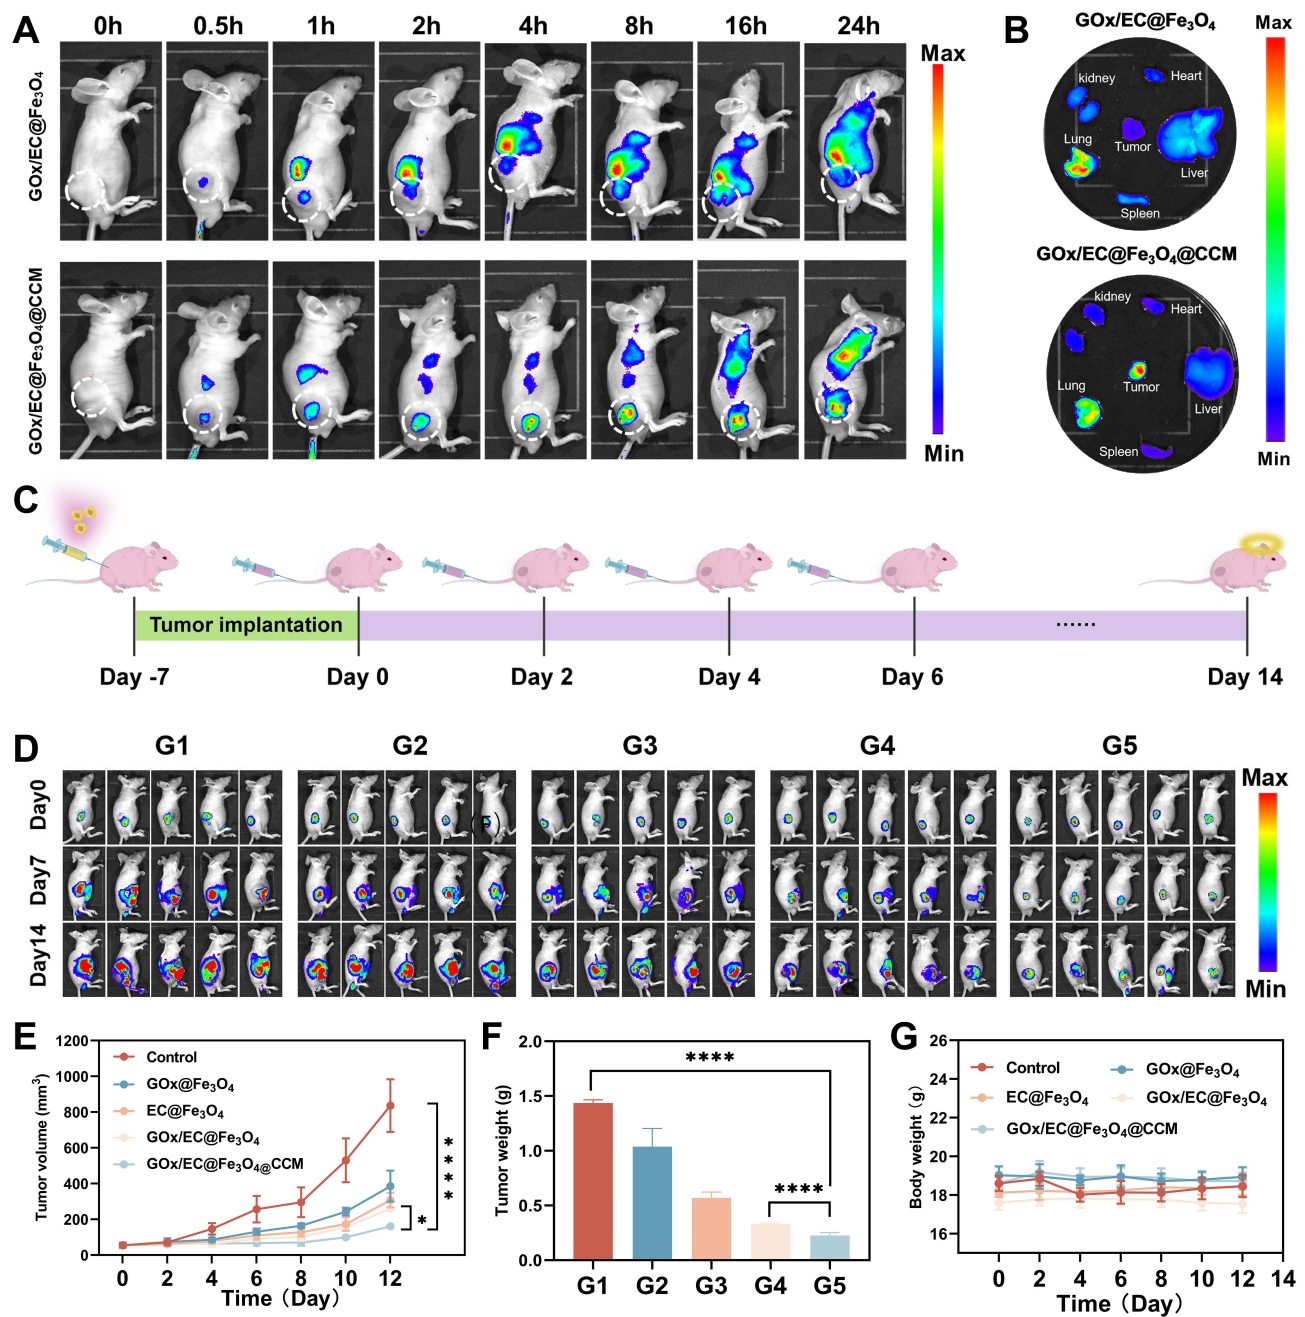 A
0h 0.5h 1h 2h 4h 8h 16h 24h
GOx/EC@Fe₃O₄
GOx/EC@Fe₃O₄@CCM
Max
Min
B
GOx/EC@Fe₃O₄
kidney
Heart
Lung
Tumor
Liver
Spleen
GOx/EC@Fe₃O₄@CCM
kidney
Heart
Lung
Tumor
Liver
Spleen
Max
Min
C
Tumor implantation
......
Day -7 Day 0 Day 2 Day 4 Day 6 Day 14
D
G1 G2 G3 G4 G5
Day0
Day7
Day14
Max
Min
E
Tumor volume (mm³)
1200
1000
800
600
400
200
0
Control
GOx@Fe₃O₄
EC@Fe₃O₄
GOx/EC@Fe₃O₄
GOx/EC@Fe₃O₄@CCM
****
*
0 2 4 6 8 10 12
Time（Day）
F
Tumor weight (g)
2.0
1.5
1.0
0.5
0.0
****
****
G1 G2 G3 G4 G5
G
Body weight（g）
26
24
22
20
18
16
Control
GOx@Fe₃O₄
EC@Fe₃O₄
GOx/EC@Fe₃O₄
GOx/EC@Fe₃O₄@CCM
0 2 4 6 8 10 12 14
Time（Day）